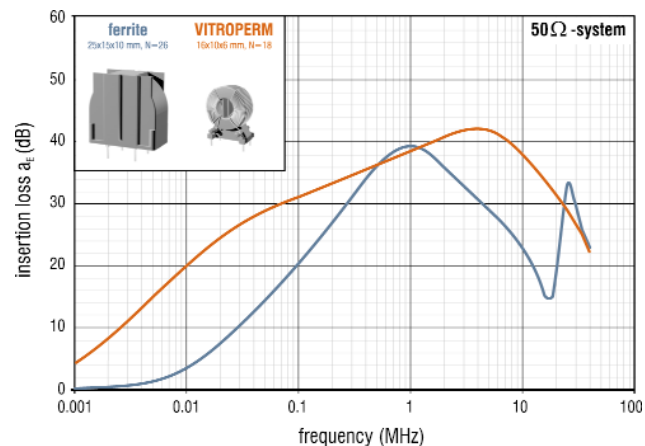 60
50
40
30
20
10
0
insertion loss aE (dB)
ferrite
25x15x10 mm, N=26
VITROPERM
16x10x6 mm, N=18
50Ω-system
0.001
0.01
0.1
1
10
100
frequency (MHz)